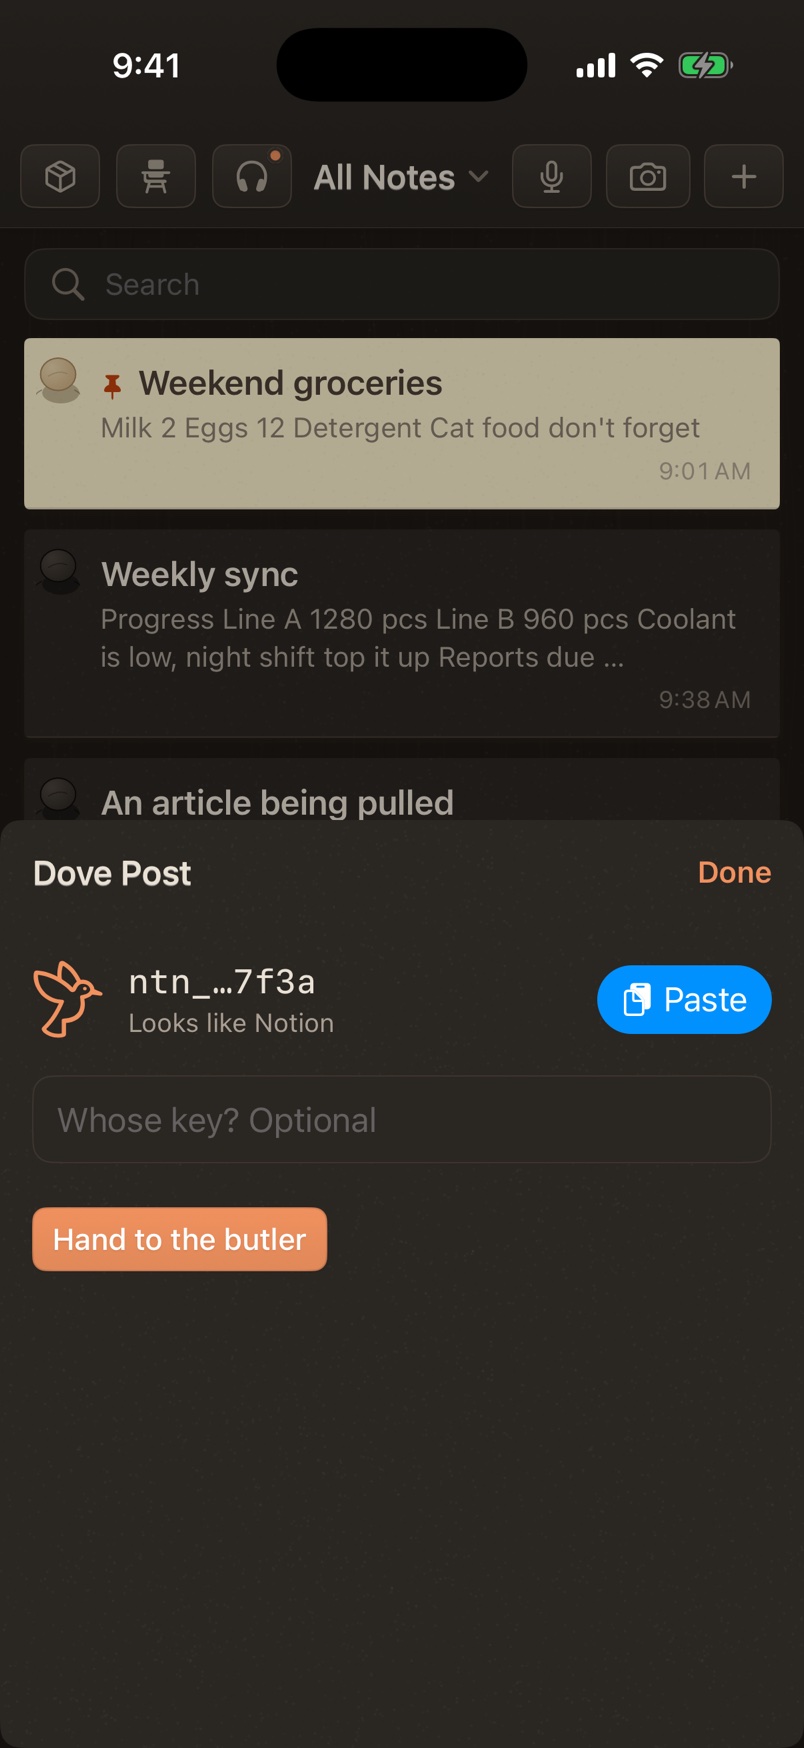 9:41
All Notes
Search
Weekend groceries
Milk 2 Eggs 12 Detergent Cat food don't forget
9:01 AM
Weekly sync
Progress Line A 1280 pcs Line B 960 pcs Coolant
is low, night shift top it up Reports due ...
9:38 AM
An article being pulled
Dove Post
Done
ntn_…7f3a
Looks like Notion
Paste
Whose key? Optional
Hand to the butler